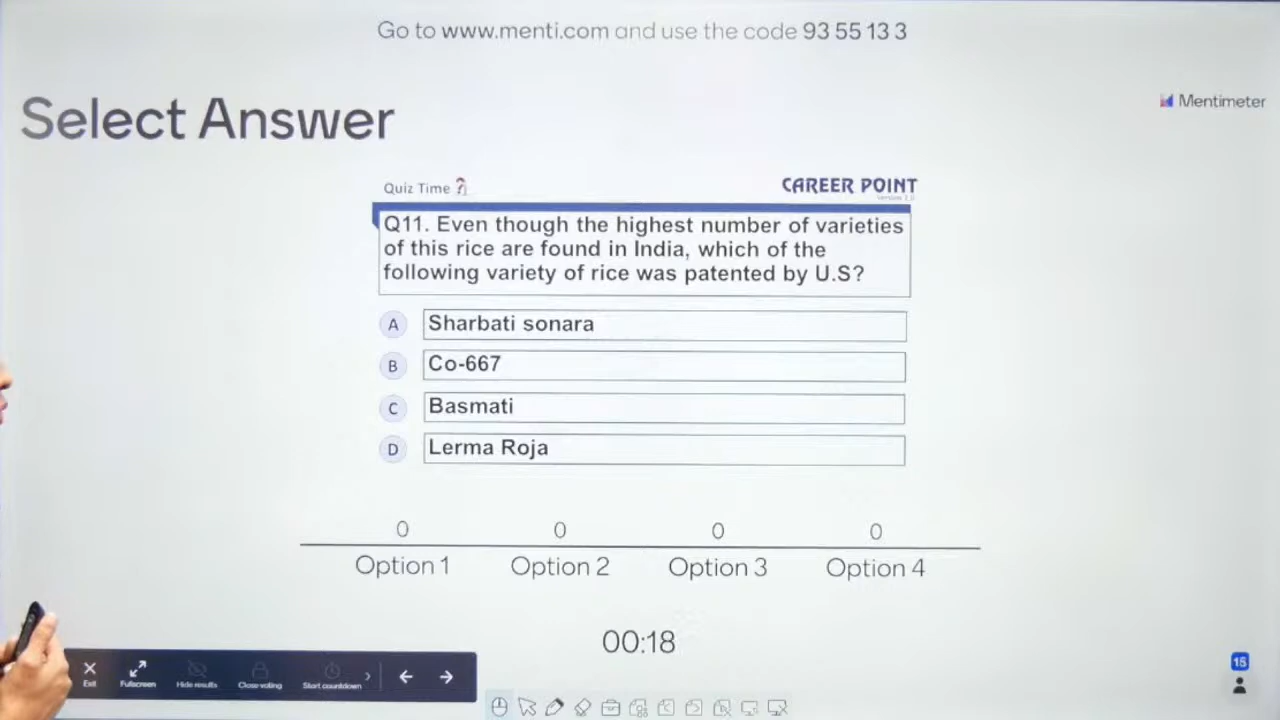 Go to www.menti.com and use the code 93 55 13 3
Select Answer
Mentimeter
Quiz Time ?
CAREER POINT
Q11. Even though the highest number of varieties
of this rice are found in India, which of the
following variety of rice was patented by U.S?
A Sharbati sonara
B Co-667
C Basmati
D Lerma Roja
0 0 0 0
Option 1 Option 2 Option 3 Option 4
00:18
Exit Fullscreen Hide results Close voting Start countdown
15